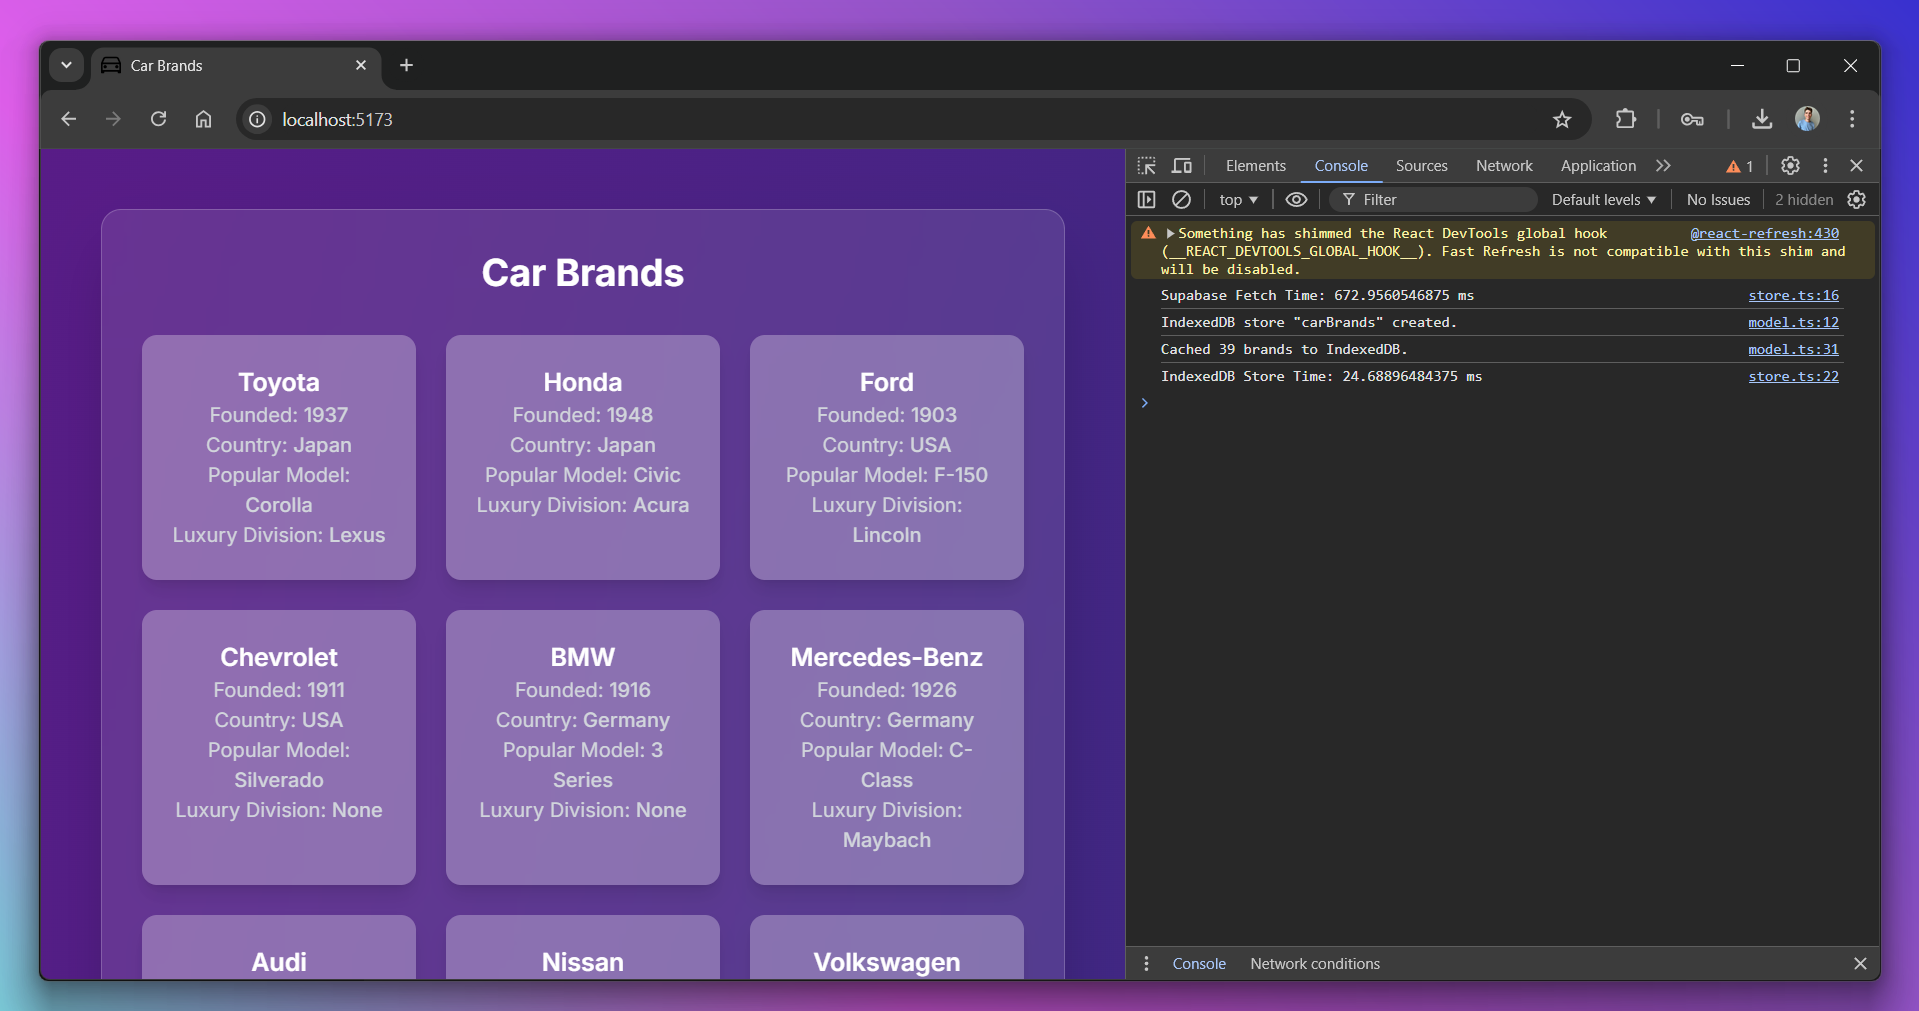 Car Brands
localhost:5173
Car Brands
Toyota
Founded: 1937
Country: Japan
Popular Model:
Corolla
Luxury Division: Lexus
Honda
Founded: 1948
Country: Japan
Popular Model: Civic
Luxury Division: Acura
Ford
Founded: 1903
Country: USA
Popular Model: F-150
Luxury Division:
Lincoln
Chevrolet
Founded: 1911
Country: USA
Popular Model:
Silverado
Luxury Division: None
BMW
Founded: 1916
Country: Germany
Popular Model: 3
Series
Luxury Division: None
Mercedes-Benz
Founded: 1926
Country: Germany
Popular Model: C-
Class
Luxury Division:
Maybach
Audi
Nissan
Volkswagen
Elements Console Sources Network Application 1
top Filter Default levels No Issues 2 hidden
Something has shimmed the React DevTools global hook @react-refresh:430
(__REACT_DEVTOOLS_GLOBAL_HOOK__). Fast Refresh is not compatible with this shim and
will be disabled.
Supabase Fetch Time: 672.9560546875 ms store.ts:16
IndexedDB store "carBrands" created. model.ts:12
Cached 39 brands to IndexedDB. model.ts:31
IndexedDB Store Time: 24.68896484375 ms store.ts:22
Console Network conditions